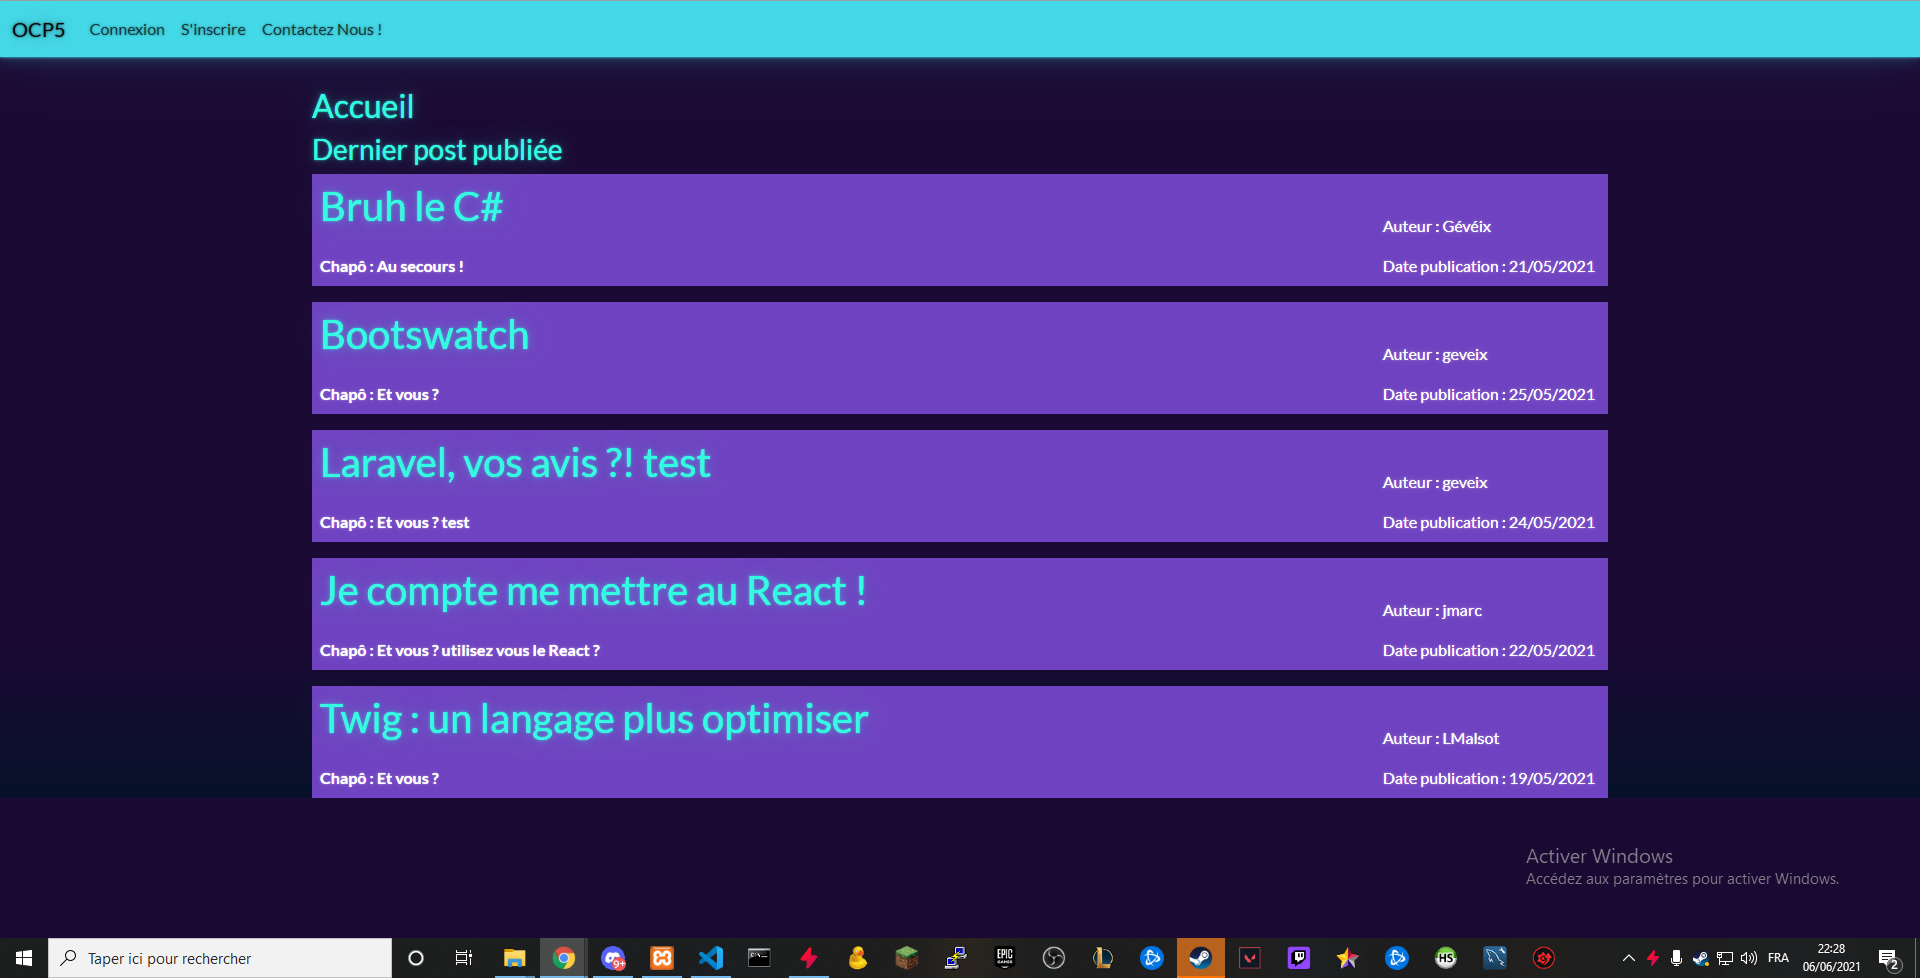 OCP5 Connexion S'inscrire Contactez Nous !
Accueil
Dernier post publiée
Bruh le C#
Auteur : Gévéix
Chapô : Au secours !
Date publication : 21/05/2021
Bootswatch
Auteur : geveix
Chapô : Et vous ?
Date publication : 25/05/2021
Laravel, vos avis ?! test
Auteur : geveix
Chapô : Et vous ? test
Date publication : 24/05/2021
Je compte me mettre au React !
Auteur : jmarc
Chapô : Et vous ? utilisez vous le React ?
Date publication : 22/05/2021
Twig : un langage plus optimiser
Auteur : LMalsot
Chapô : Et vous ?
Date publication : 19/05/2021
Activer Windows
Accédez aux paramètres pour activer Windows.
Taper ici pour rechercher
9+
EPIC GAMES
HS
FRA
22:28
06/06/2021
2